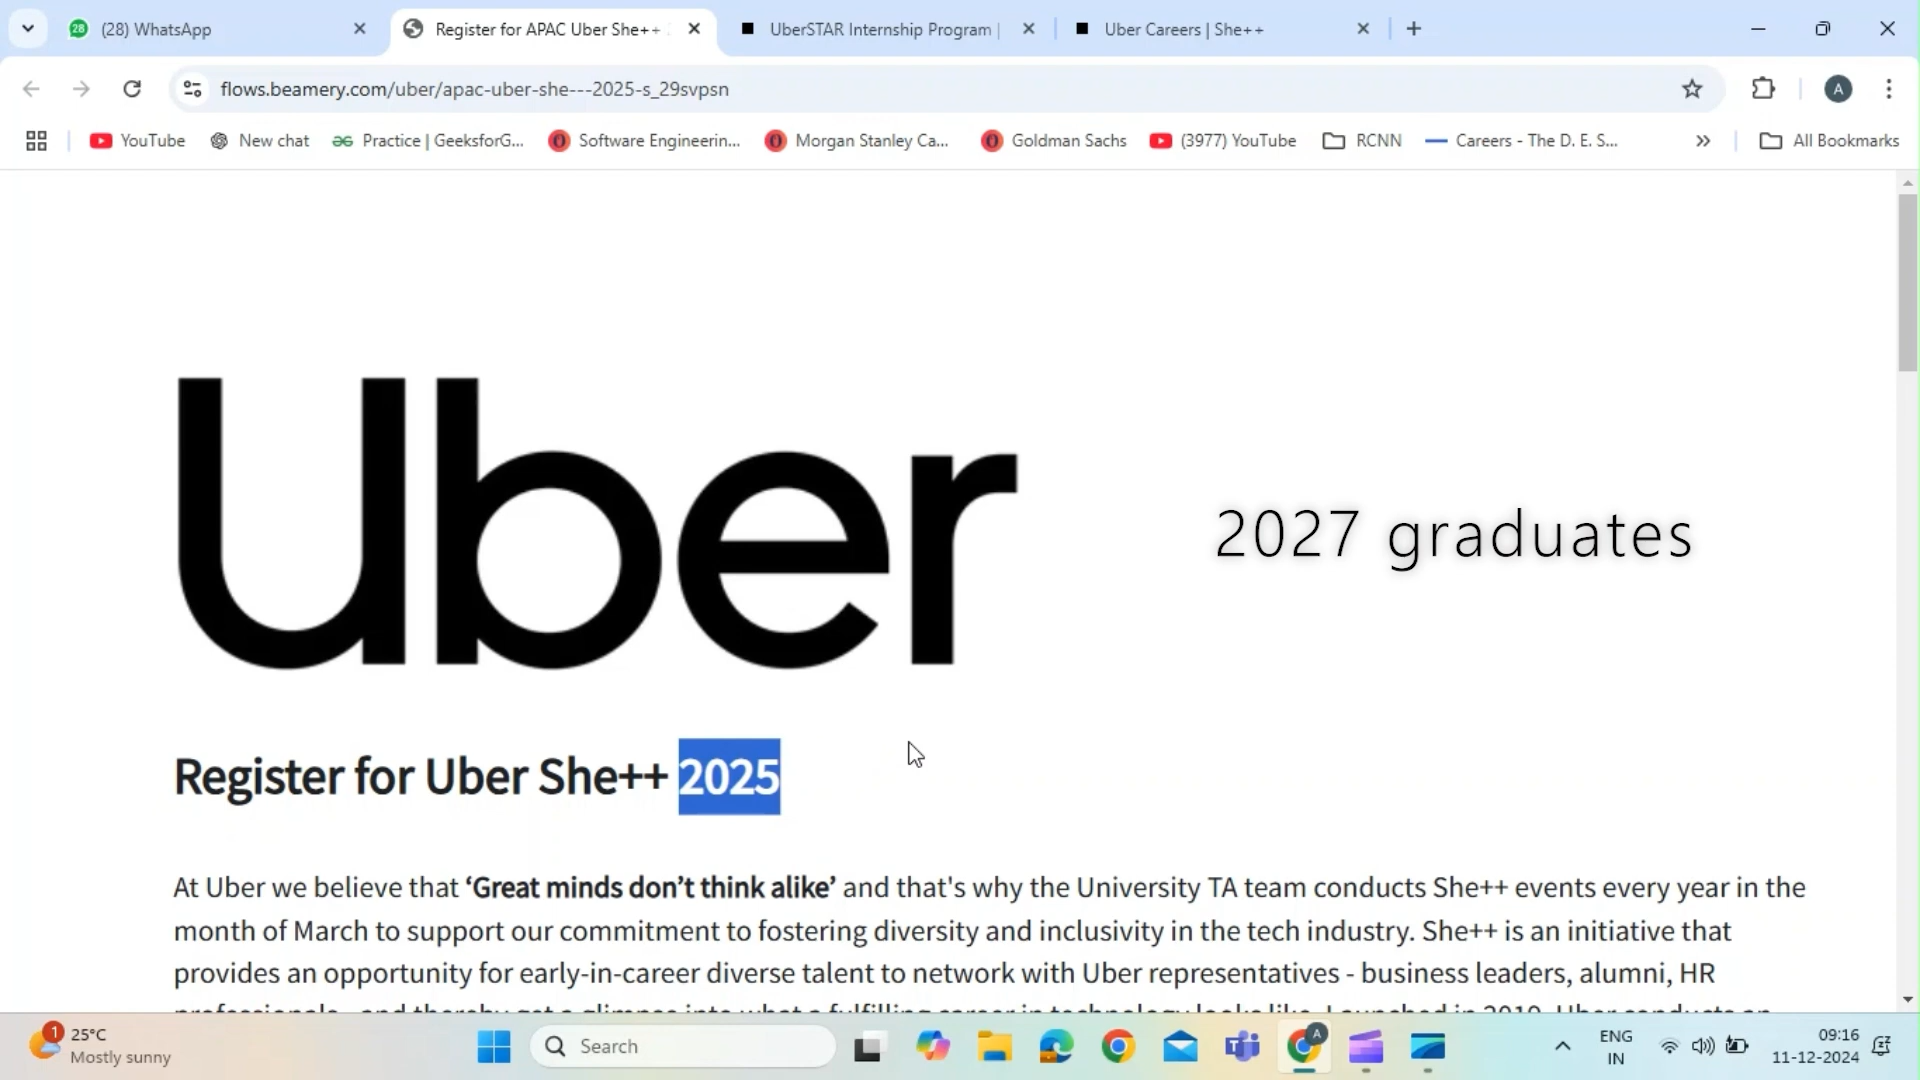 (28) WhatsApp
Register for APAC Uber She++
UberSTAR Internship Program |
Uber Careers | She++
flows.beamery.com/uber/apac-uber-she---2025-s_29svpsn
A
YouTube
New chat
Practice | GeeksforG...
Software Engineerin...
Morgan Stanley Ca...
Goldman Sachs
(3977) YouTube
RCNN
Careers - The D. E. S...
All Bookmarks
Uber
2027 graduates
Register for Uber She++ 2025
At Uber we believe that ‘Great minds don’t think alike’ and that's why the University TA team conducts She++ events every year in the
month of March to support our commitment to fostering diversity and inclusivity in the tech industry. She++ is an initiative that
provides an opportunity for early-in-career diverse talent to network with Uber representatives - business leaders, alumni, HR
1
25°C
Mostly sunny
Search
A
ENG
IN
09:16
11-12-2024